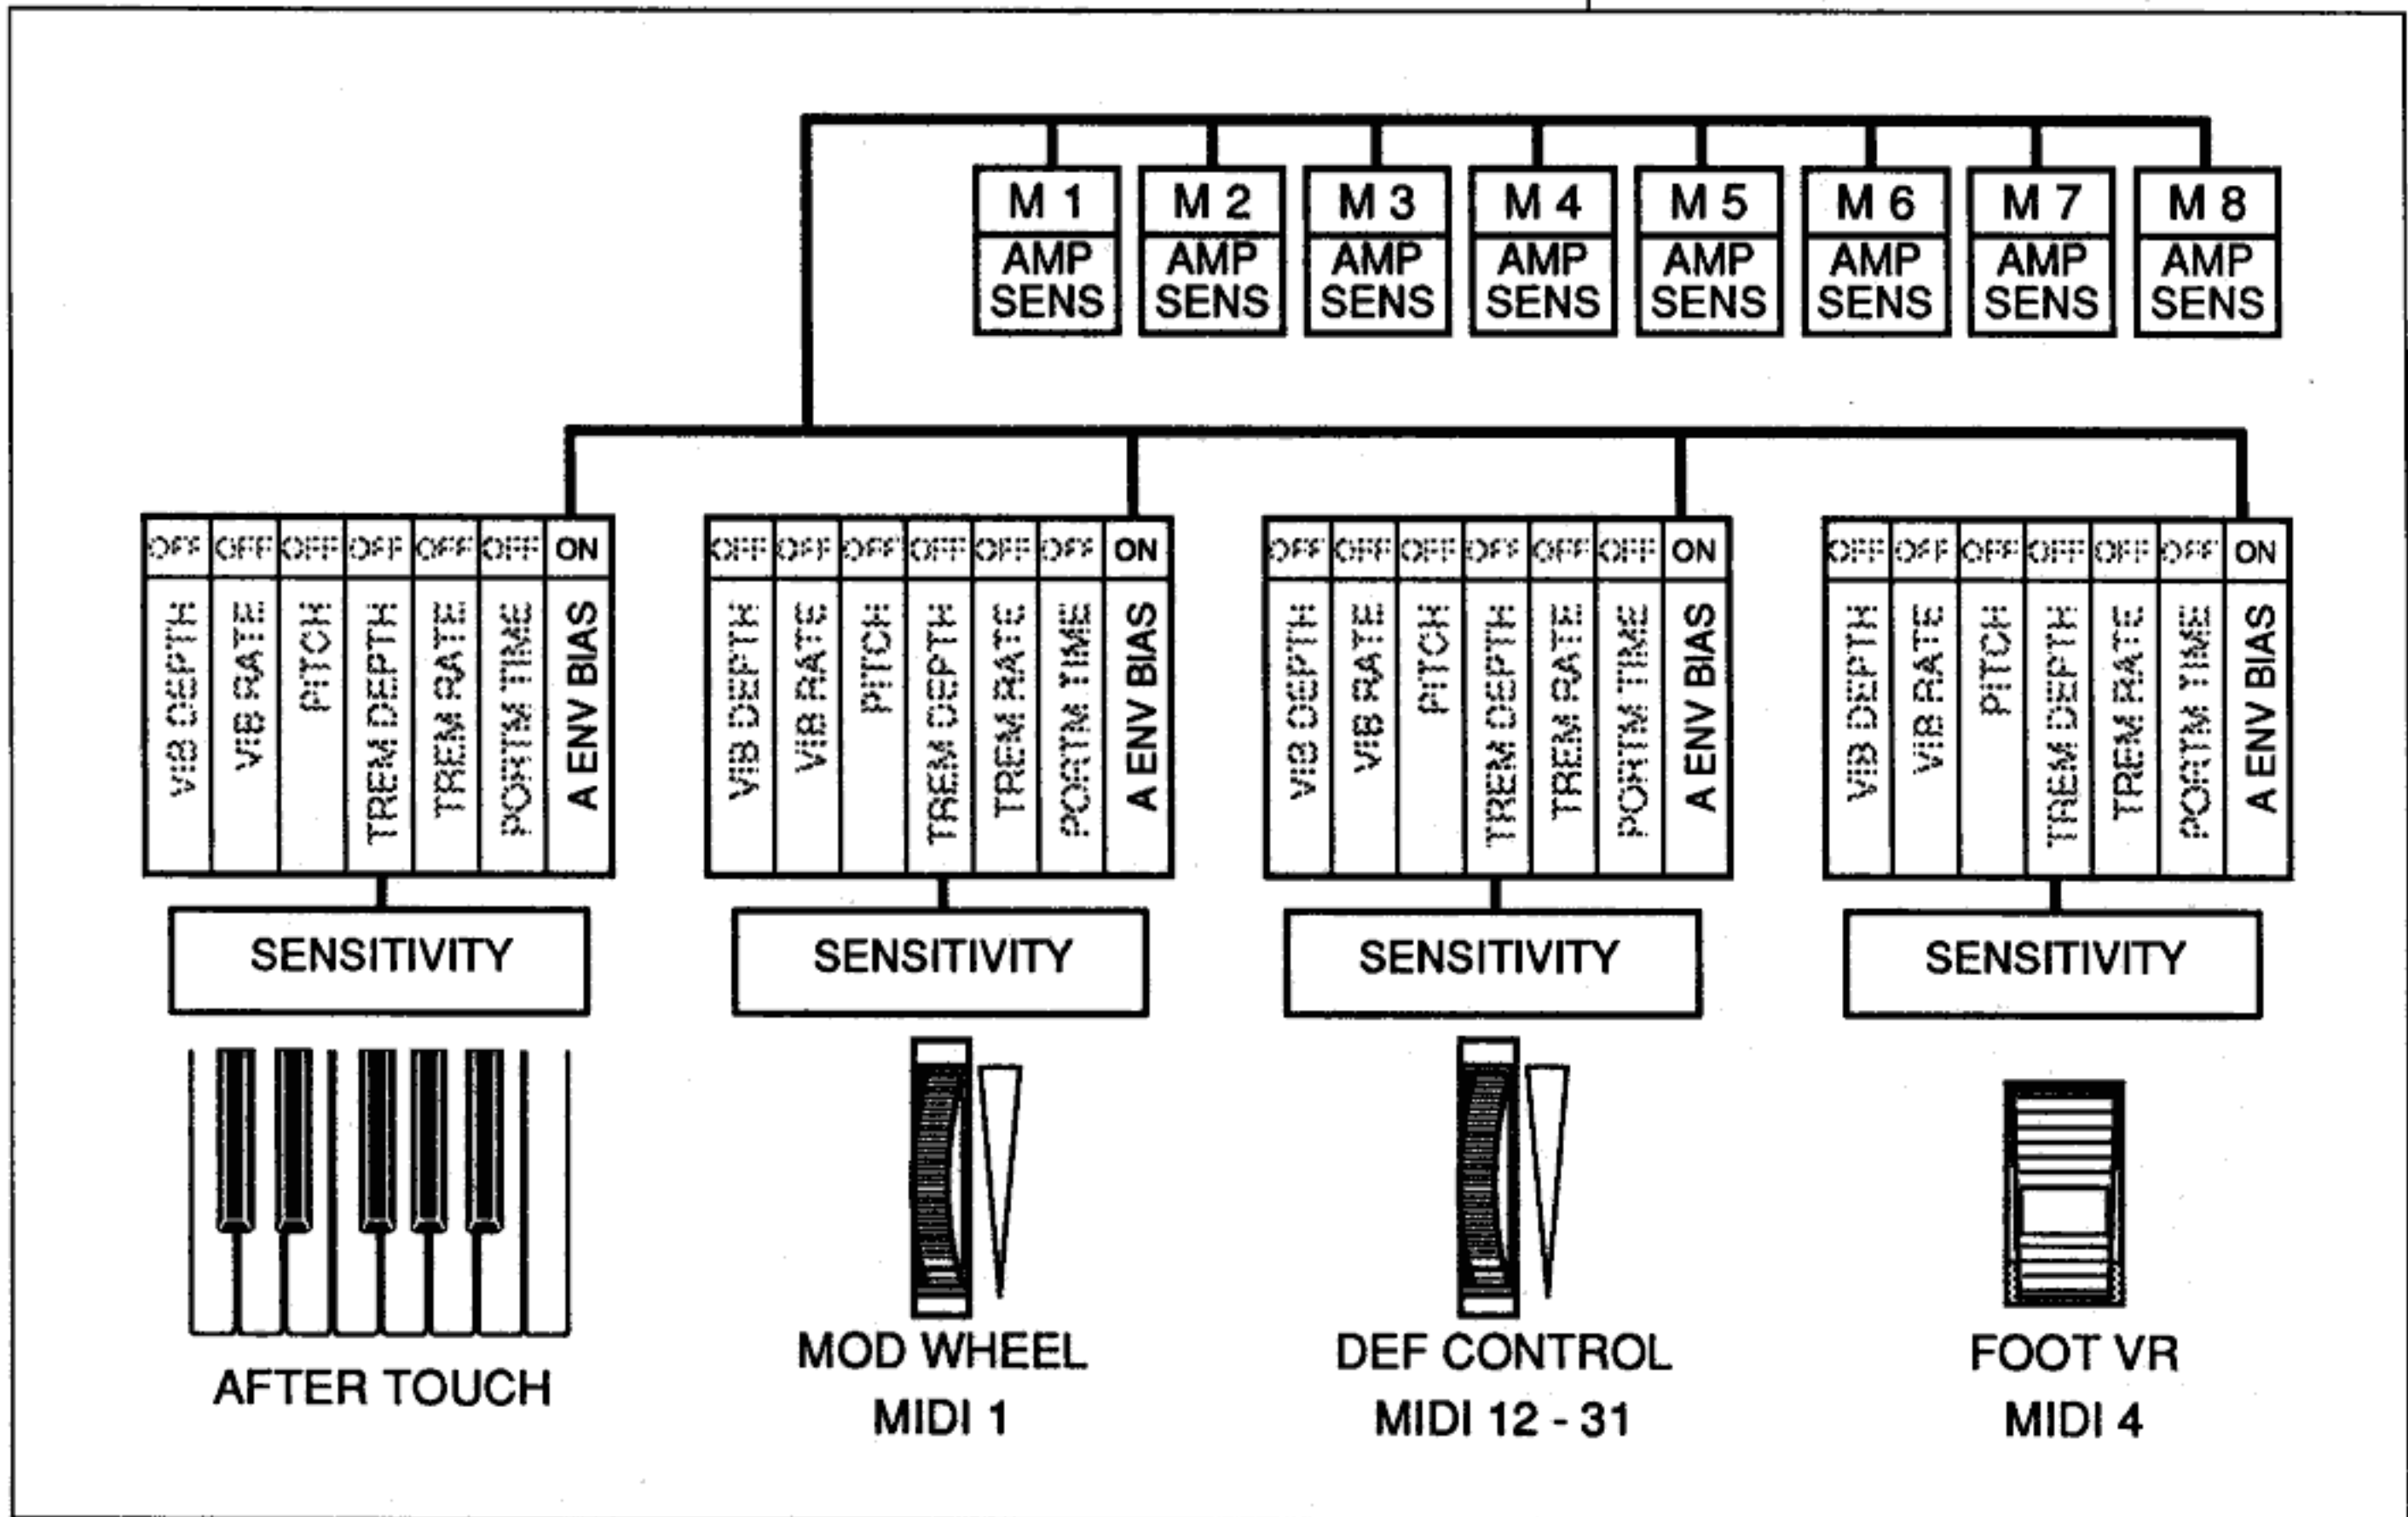 M 1 M 2 M 3 M 4 M 5 M 6 M 7 M 8
AMP AMP AMP AMP AMP AMP AMP AMP
SENS SENS SENS SENS SENS SENS SENS SENS
OFF OFF OFF OFF OFF OFF ON
VIB DEPTH
VIB RATE
PITCH
TREM DEPTH
TREM RATE
PORTM TIME
A ENV BIAS
OFF OFF OFF OFF OFF OFF ON
VIB DEPTH
VIB RATE
PITCH
TREM DEPTH
TREM RATE
PORTM TIME
A ENV BIAS
OFF OFF OFF OFF OFF OFF ON
VIB DEPTH
VIB RATE
PITCH
TREM DEPTH
TREM RATE
PORTM TIME
A ENV BIAS
OFF OFF OFF OFF OFF OFF ON
VIB DEPTH
VIB RATE
PITCH
TREM DEPTH
TREM RATE
PORTM TIME
A ENV BIAS
SENSITIVITY SENSITIVITY SENSITIVITY SENSITIVITY
AFTER TOUCH
MOD WHEEL
MIDI 1
DEF CONTROL
MIDI 12 - 31
FOOT VR
MIDI 4